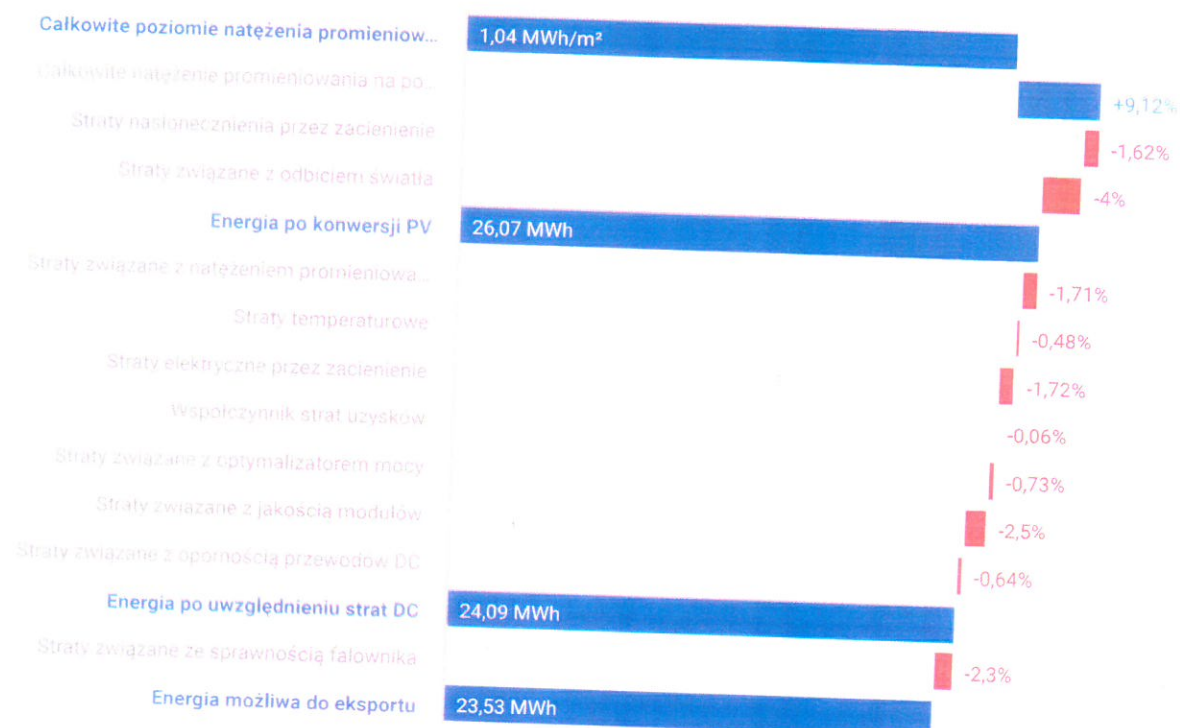 Całkowite poziomie natężenia promieniow... 1,04 MWh/m²
Całkowite natężenie promieniowania na po... +9,12%
Straty nasłonecznienia przez zacienienie -1,62%
Straty związane z odbiciem światła -4%
Energia po konwersji PV 26,07 MWh
Straty związane z natężeniem promieniowa... -1,71%
Straty temperaturowe -0,48%
Straty elektryczne przez zacienienie -1,72%
Współczynnik strat uzysków -0,06%
Straty związane z optymalizatorem mocy -0,73%
Straty związane z jakością modułów -2,5%
Straty związane z opornością przewodów DC -0,64%
Energia po uwzględnieniu strat DC 24,09 MWh
Straty związane ze sprawnością falownika -2,3%
Energia możliwa do eksportu 23,53 MWh